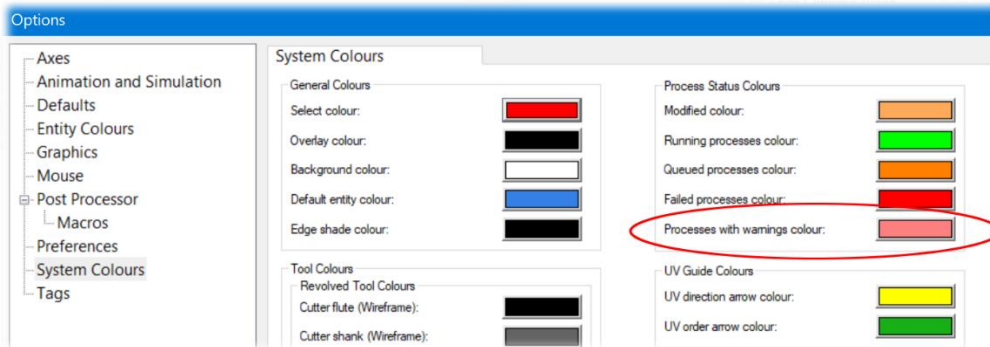 Options
Axes
Animation and Simulation
Defaults
Entity Colours
Graphics
Mouse
Post Processor
Macros
Preferences
System Colours
Tags
System Colours
General Colours
Select colour:
Overlay colour:
Background colour:
Default entity colour:
Edge shade colour:
Tool Colours
Revolved Tool Colours
Cutter flute (Wireframe):
Cutter shank (Wireframe):
Process Status Colours
Modified colour:
Running processes colour:
Queued processes colour:
Failed processes colour:
Processes with warnings colour:
UV Guide Colours
UV direction arrow colour:
UV order arrow colour: